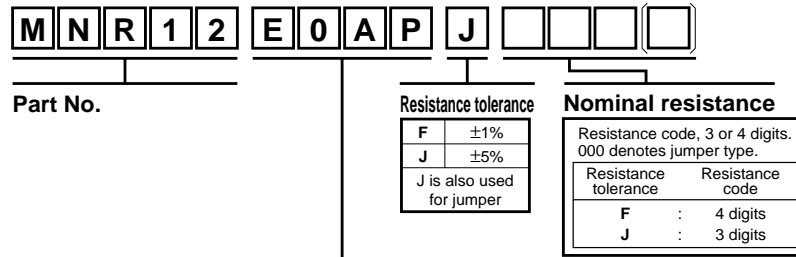 M N R 1 2 E 0 A P J
Part No.
Resistance tolerance
F ±1%
J ±5%
J is also used
for jumper
Nominal resistance
Resistance code, 3 or 4 digits.
000 denotes jumper type.
Resistance Resistance
tolerance code
F : 4 digits
J : 3 digits